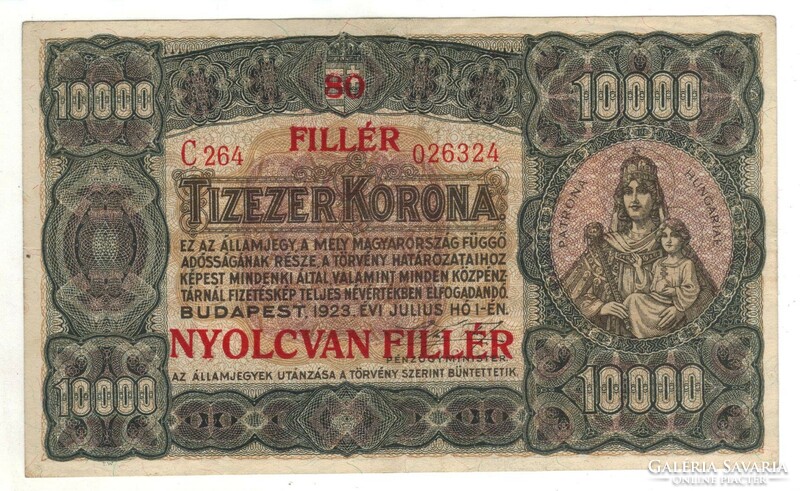 10000
80
10000
FILLÉR
C 264
026324
TIZEZER KORONA.
EZ AZ ÁLLAMJEGY, A MELY MAGYARORSZÁG FÜGGŐ
ADÓSSÁGÁNAK RÉSZE, A TÖRVÉNY HATÁROZATAIHOZ
KÉPEST MINDENKI ÁLTAL, VALAMINT MINDEN KÖZPÉNZ-
TÁRNÁL FIZETÉSKÉP TELJES NÉVÉRTÉKBEN ELFOGADANDÓ.
BUDAPEST, 1923. ÉVI JULIUS HÓ 1-ÉN.
NYOLCVAN FILLÉR
PÉNZÜGYMINISTER.
AZ ÁLLAMJEGYEK UTÁNZÁSA A TÖRVÉNY SZERINT BÜNTETTETIK.
PATRONA HUNGARIAE
10000
10000
GALERIA SAVARIA
ONLINE PIACTÉR